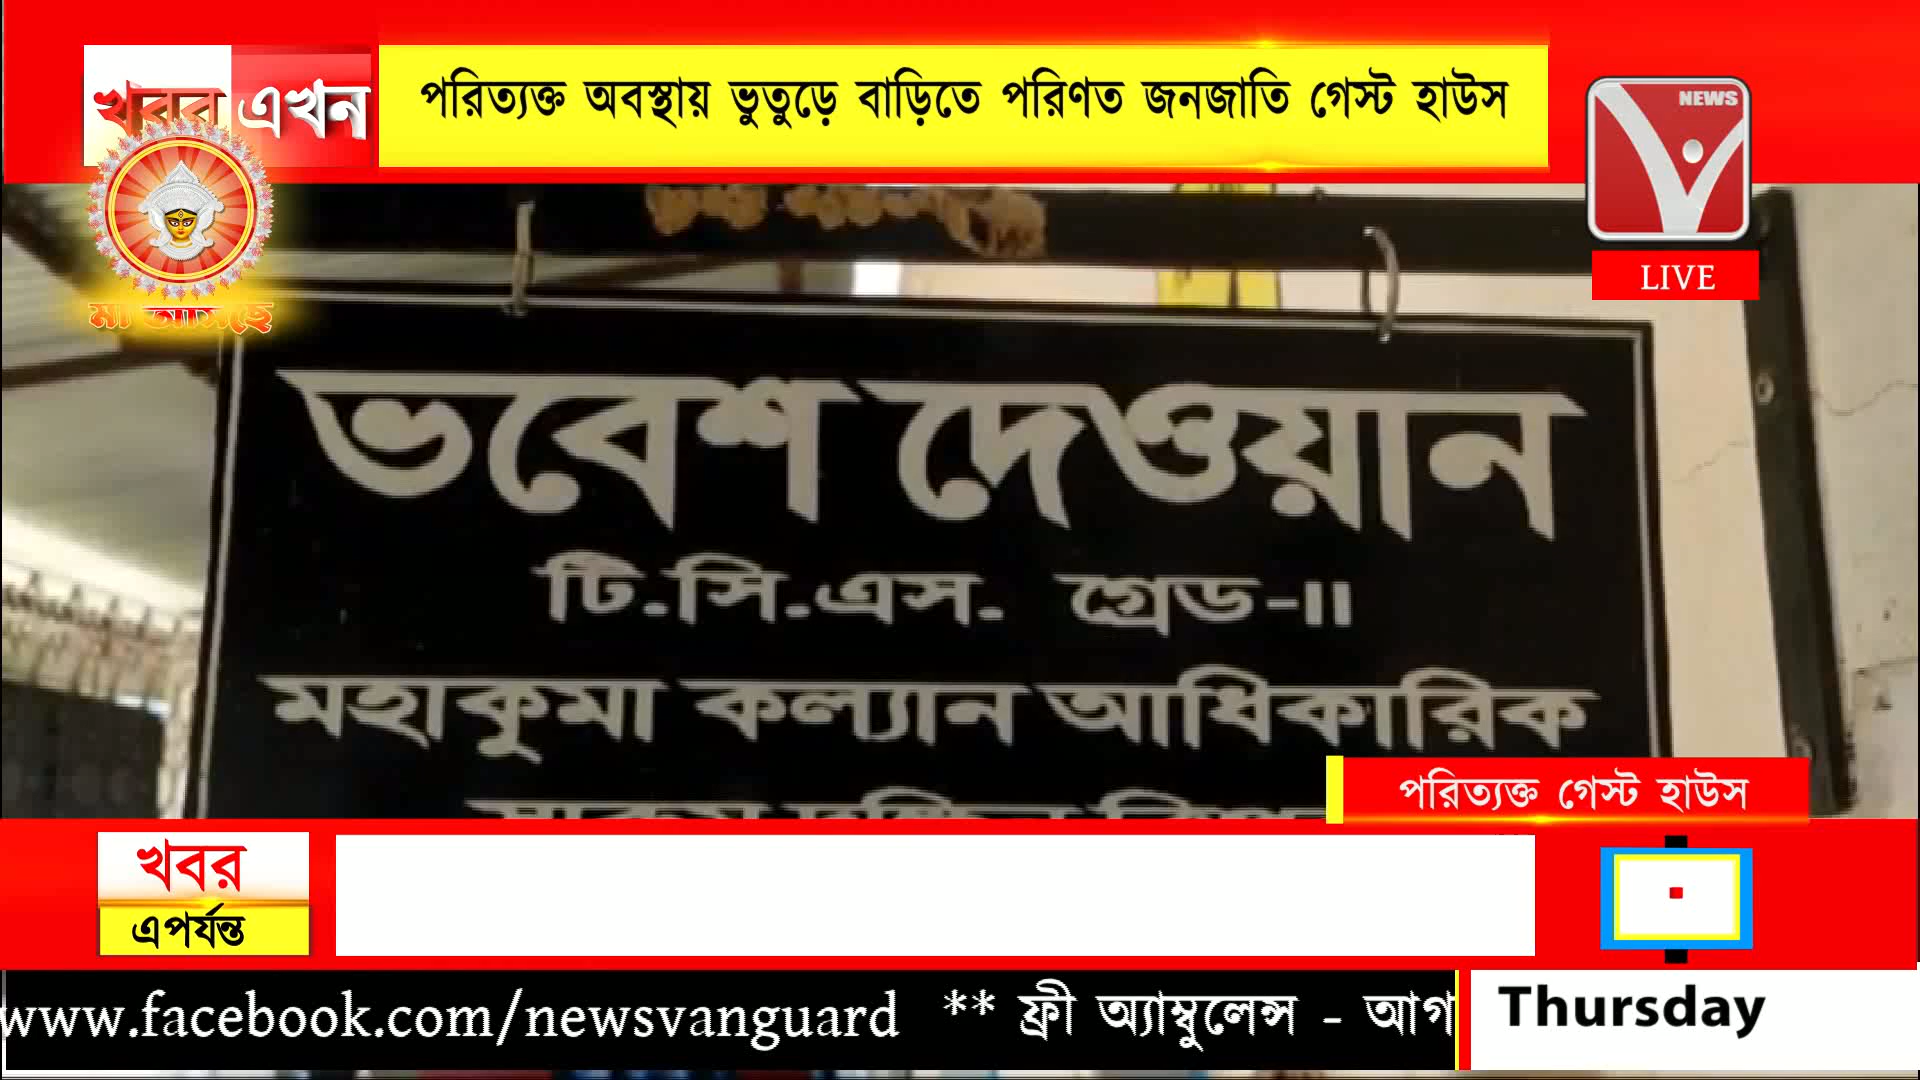 খবর এখন
পরিত্যক্ত অবস্থায় ভুতুড়ে বাড়িতে পরিণত জনজাতি গেস্ট হাউস
NEWS
LIVE
মা আসছে
ভবেশ দেওয়ান
টি.সি.এস. গ্রেড-II
মহাকুমা কল্যান আধিকারিক
পরিত্যক্ত গেস্ট হাউস
খবর
এপর্যন্ত
www.facebook.com/newsvanguard ** ফ্রী অ্যাম্বুলেন্স - আগ
Thursday